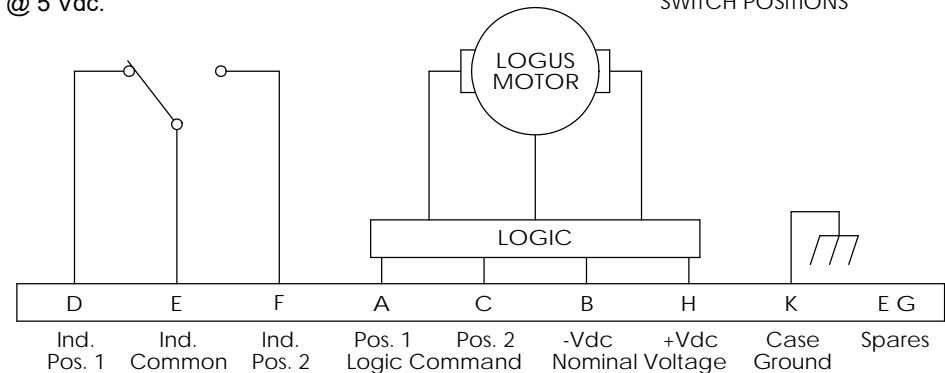 @ 5 Vdc.
SWITCH POSITIONS
LOGUS
MOTOR
LOGIC
D E F A C B H K E G
Ind. Ind. Ind. Pos. 1 Pos. 2 -Vdc +Vdc Case Spares
Pos. 1 Common Pos. 2 Logic Command Nominal Voltage Ground